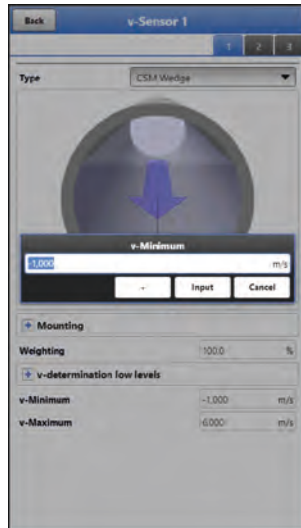 Back v-Sensor 1
1 2 3
Type CSM Wedge
v-Minimum
-1,000 m/s
- Input Cancel
+ Mounting
Weighting 100.0 %
+ v-determination low levels
v-Minimum -1,000 m/s
v-Maximum 6,000 m/s